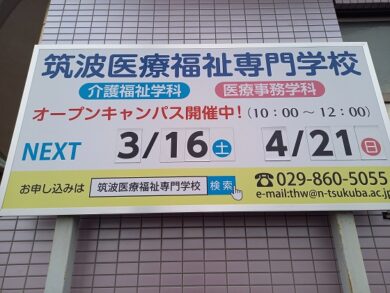 筑波医療福祉専門学校
介護福祉学科 医療事務学科
オープンキャンパス開催中！（10：00～12：00）
NEXT 3/16土 4/21日
お申し込みは 筑波医療福祉専門学校 検索 ☎029-860-5055
e-mail:thw@n-tsukuba.ac.jp